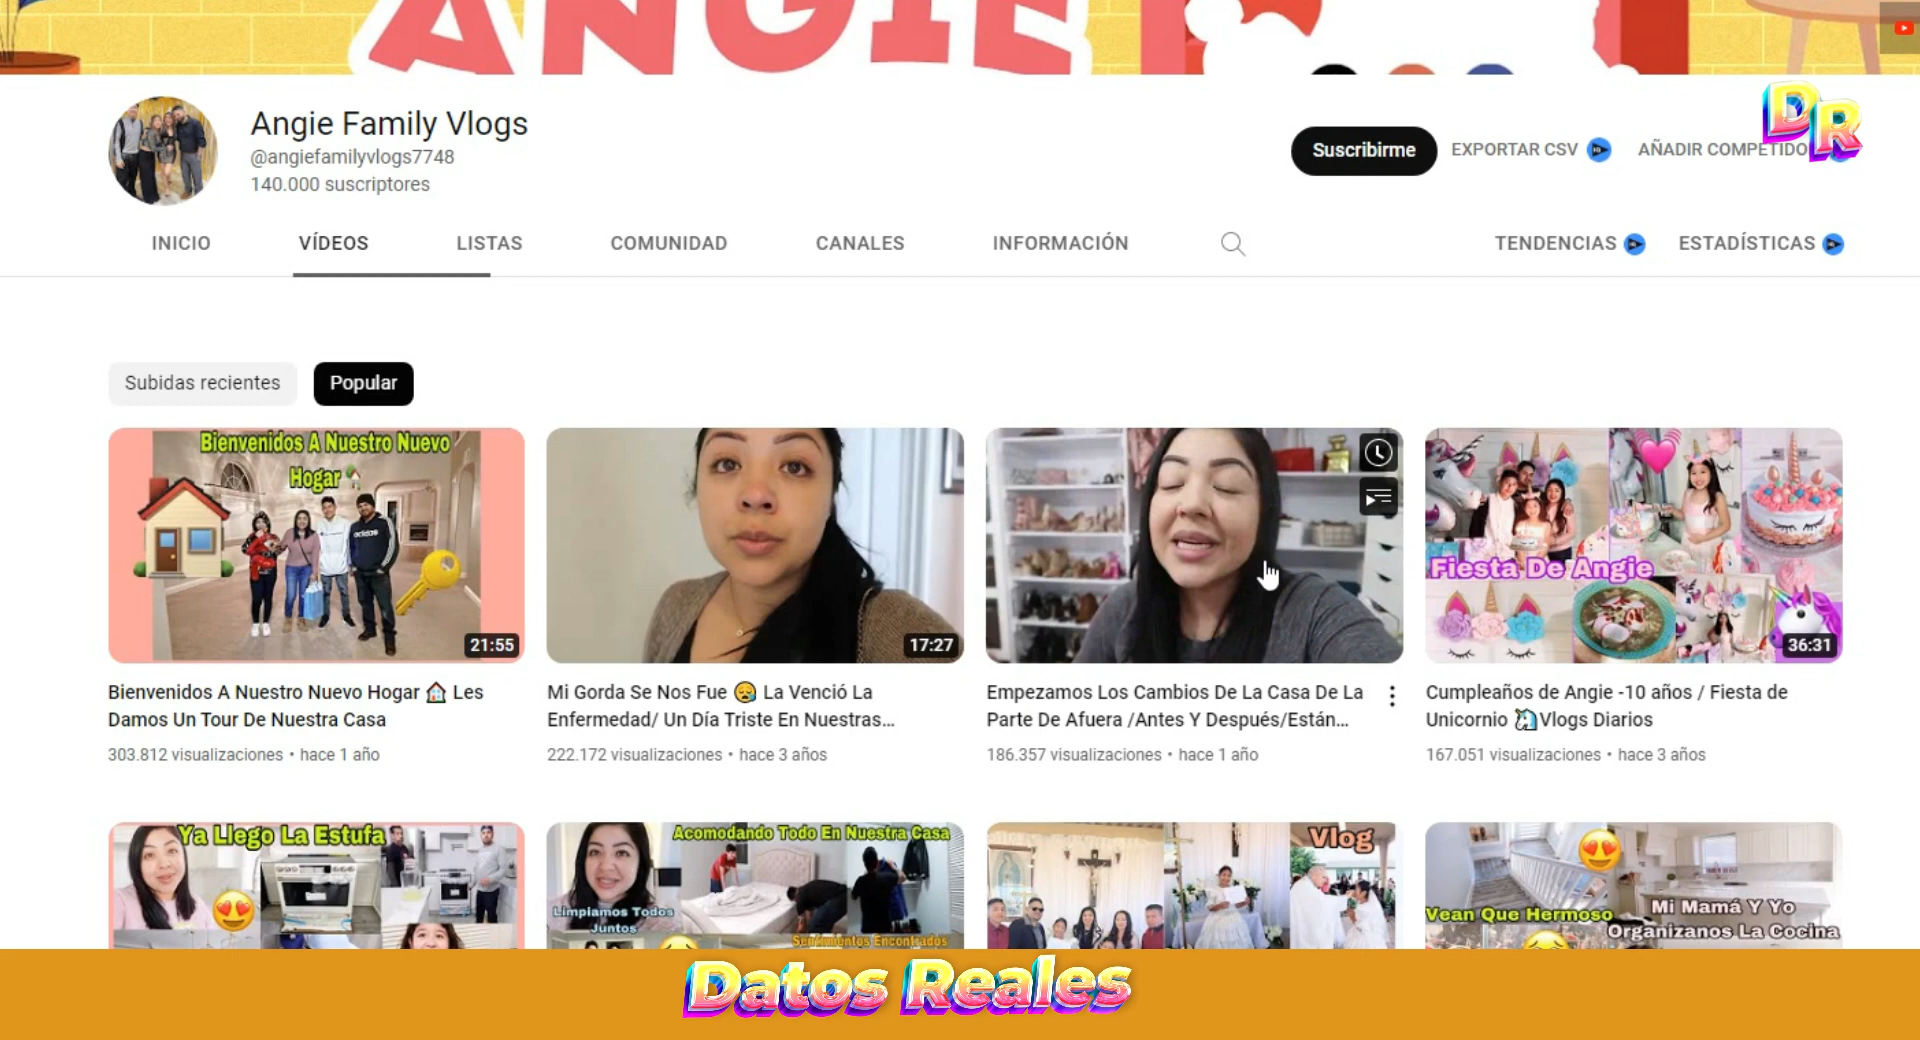 ANGIE
Angie Family Vlogs
@angiefamilyvlogs7748
140.000 suscriptores
Suscribirme
EXPORTAR CSV
AÑADIR COMPETIDO
DR
INICIO
VÍDEOS
LISTAS
COMUNIDAD
CANALES
INFORMACIÓN
TENDENCIAS
ESTADÍSTICAS
Subidas recientes
Popular
Bienvenidos A Nuestro Nuevo
Hogar
adidas
21:55
17:27
Fiesta De Angie
36:31
Bienvenidos A Nuestro Nuevo Hogar 🏠 Les
Damos Un Tour De Nuestra Casa
303.812 visualizaciones • hace 1 año
Mi Gorda Se Nos Fue 😪 La Venció La
Enfermedad/ Un Día Triste En Nuestras...
222.172 visualizaciones • hace 3 años
Empezamos Los Cambios De La Casa De La
Parte De Afuera /Antes Y Después/Están...
186.357 visualizaciones • hace 1 año
Cumpleaños de Angie -10 años / Fiesta de
Unicornio 🦄Vlogs Diarios
167.051 visualizaciones • hace 3 años
Ya Llego La Estufa
Acomodando Todo En Nuestra Casa
Limpiamos Todos
Juntos
Sentimientos Encontrados
Vlog
Vean Que Hermoso
Mi Mamá Y Yo
Organizanos La Cocina
Datos Reales